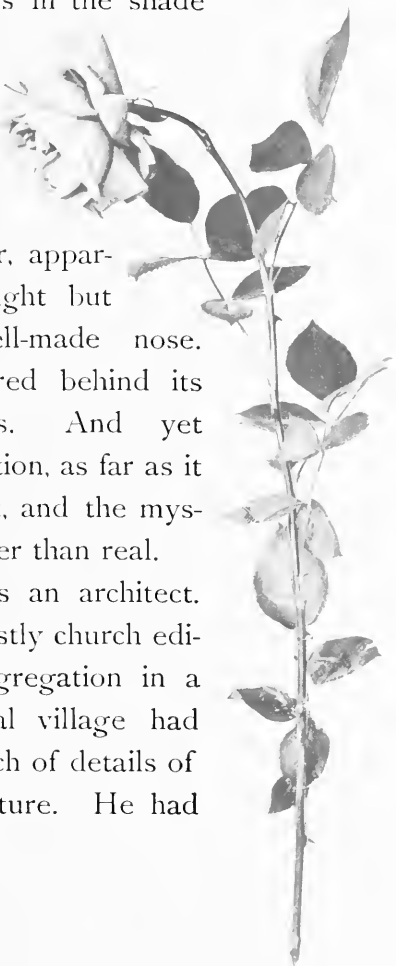 s in the shade
r, appar-
ght but
ell-made nose.
red behind its
s. And yet
tion, as far as it
, and the mys-
er than real.
s an architect.
stly church edi-
gregation in a
al village had
ch of details of
ture. He had